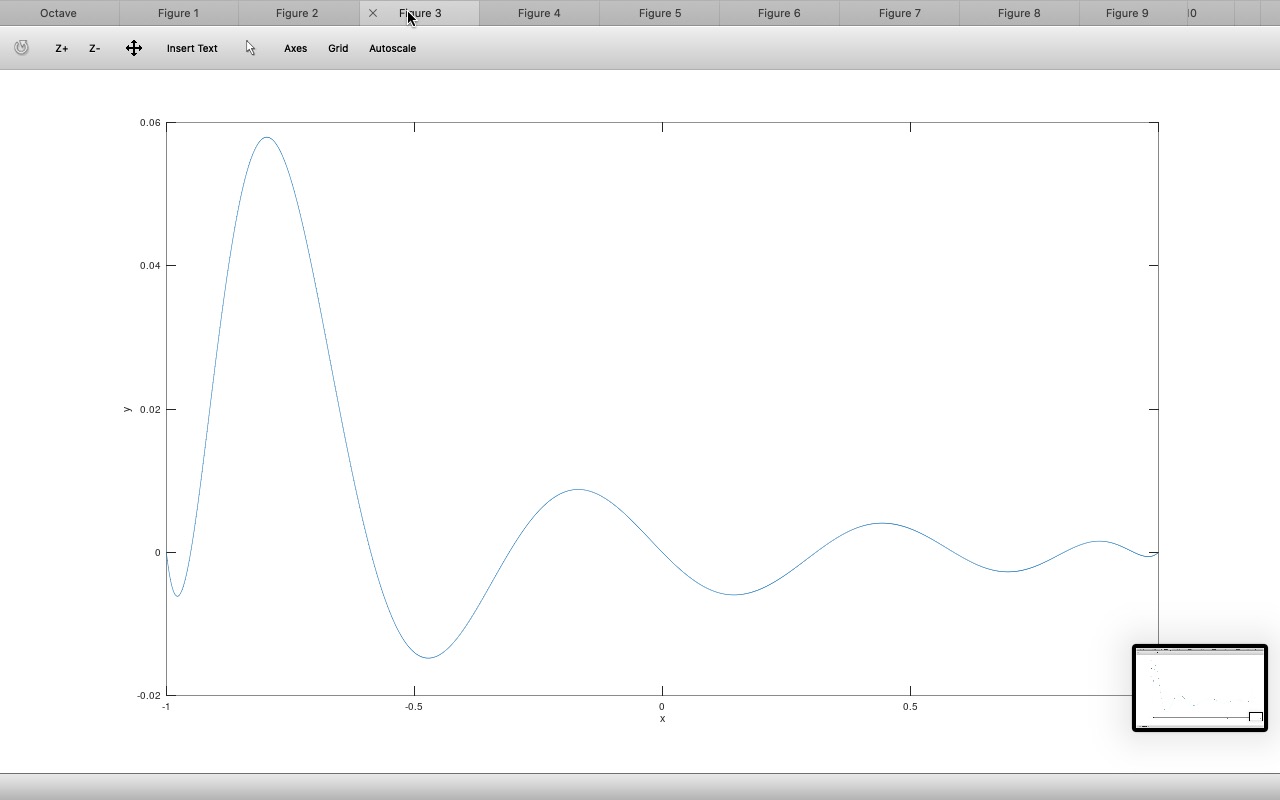 Octave Figure 1 Figure 2 Figure 3 Figure 4 Figure 5 Figure 6 Figure 7 Figure 8 Figure 9 10
Z+ Z- Insert Text Axes Grid Autoscale
0.06
0.04
0.02
y
0
-0.02
-1 -0.5 0 0.5
x